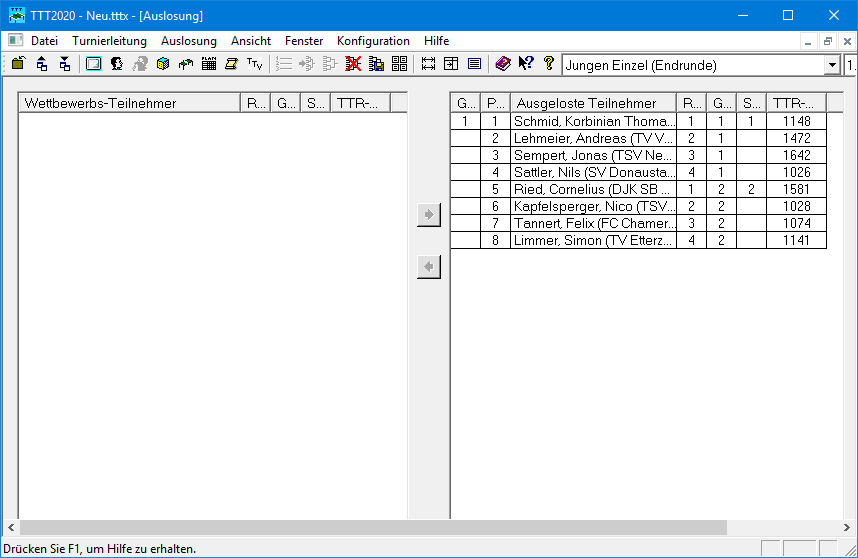 TTT2020 - Neu.tttx - [Auslosung]
Datei Turnierleitung Auslosung Ansicht Fenster Konfiguration Hilfe
TTV Jungen Einzel (Endrunde) 1.
Wettbewerbs-Teilnehmer R... G... S... TTR-...
G... P... Ausgeloste Teilnehmer R... G... S... TTR-...
1 1 Schmid, Korbinian Thoma... 1 1 1 1148
2 Lehmeier, Andreas (TV V... 2 1 1472
3 Sempert, Jonas (TSV Ne... 3 1 1642
4 Sattler, Nils (SV Donausta... 4 1 1026
5 Ried, Cornelius (DJK SB ... 1 2 2 1581
6 Kapfelsperger, Nico (TSV... 2 2 1028
7 Tannert, Felix (FC Chamer... 3 2 1074
8 Limmer, Simon (TV Etterz... 4 2 1141
Drücken Sie F1, um Hilfe zu erhalten.